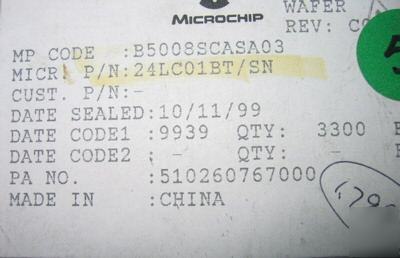 MICROCHIP
WAFER
REV:
MP CODE :B5008SCASA03
MICR! P/N:24LC01BT/SN
CUST. P/N:-
DATE SEALED:10/11/99
DATE CODE1 :9939 QTY: 3300
DATE CODE2 : - QTY: -
PA NO. :510260767000
MADE IN :CHINA